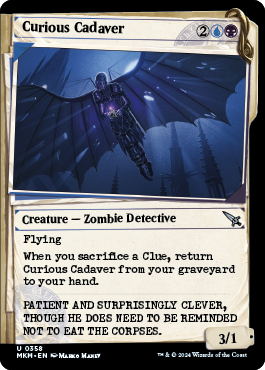 Curious Cadaver 2
Creature — Zombie Detective
Flying
When you sacrifice a Clue, return
Curious Cadaver from your graveyard
to your hand.
PATIENT AND SURPRISINGLY CLEVER,
THOUGH HE DOES NEED TO BE REMINDED
NOT TO EAT THE CORPSES.
3/1
U 0358
MKM • EN Marko Manev
™ & © 2024 Wizards of the Coast